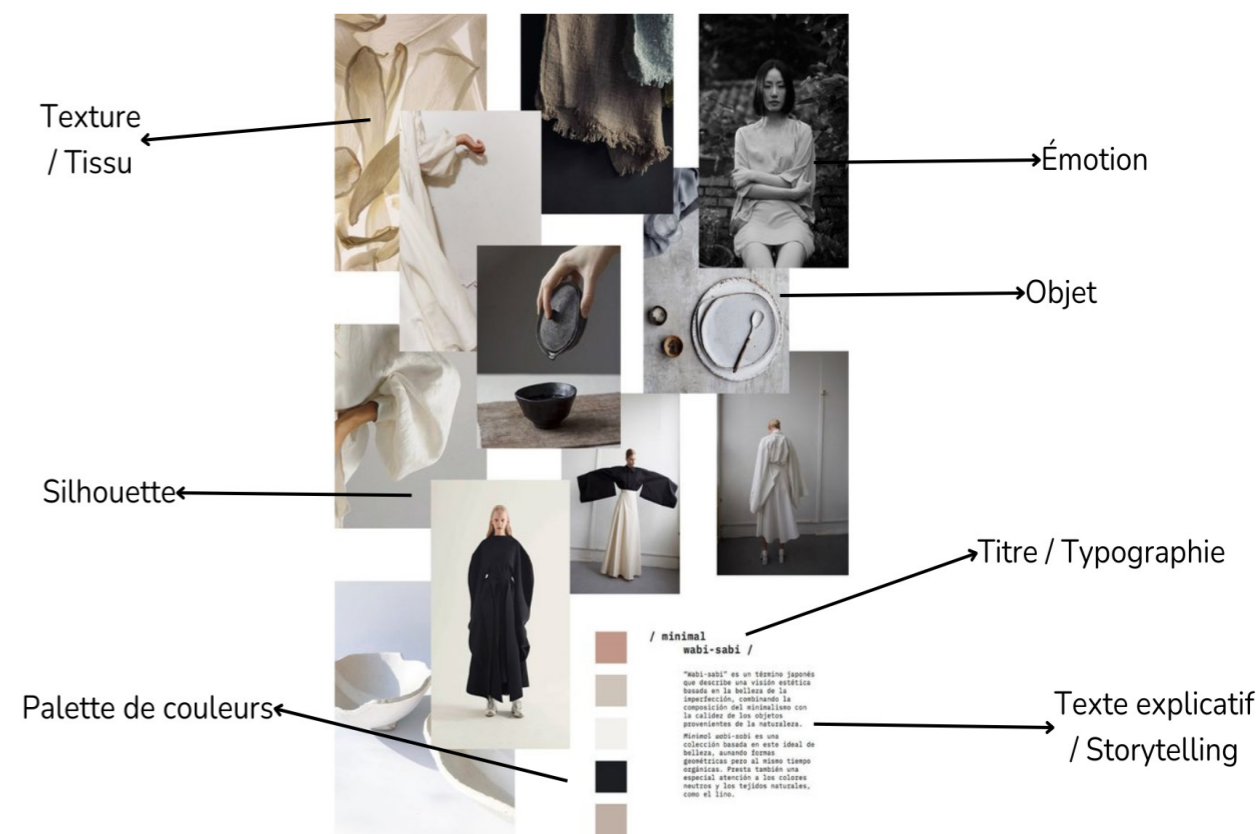 Texture
/ Tissu
Émotion
Objet
Silhouette
Titre / Typographie
/ minimal
wabi-sabi /
"Wabi-sabi" es un término japonés
que describe una visión estética
basada en la belleza de la
imperfección, combinando la
composición del minimalismo con
la calidez de los objetos
provenientes de la naturaleza.
Minimal wabi-sabi es una
colección basada en este ideal de
belleza, aunando formas
geométricas pero al mismo tiempo
orgánicas. Presta también una
especial atención a los colores
neutros y los tejidos naturales,
como el lino.
Palette de couleurs
Texte explicatif
/ Storytelling